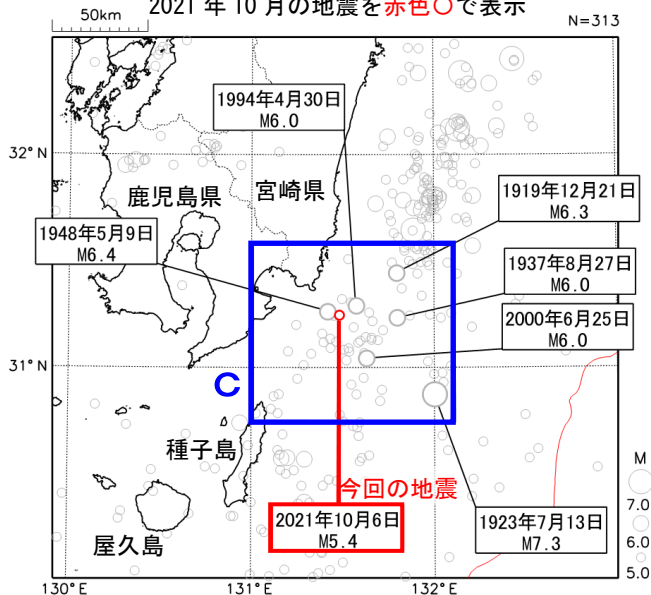 2021 年 10 月の地震を赤色○で表示
50km
N=313
1994年4月30日
M6.0
32°N
鹿児島県
宮崎県
1919年12月21日
M6.3
1948年5月9日
M6.4
1937年8月27日
M6.0
2000年6月25日
M6.0
31°N
C
種子島
今回の地震
2021年10月6日
M5.4
1923年7月13日
M7.3
屋久島
M
7.0
6.0
5.0
130°E
131°E
132°E